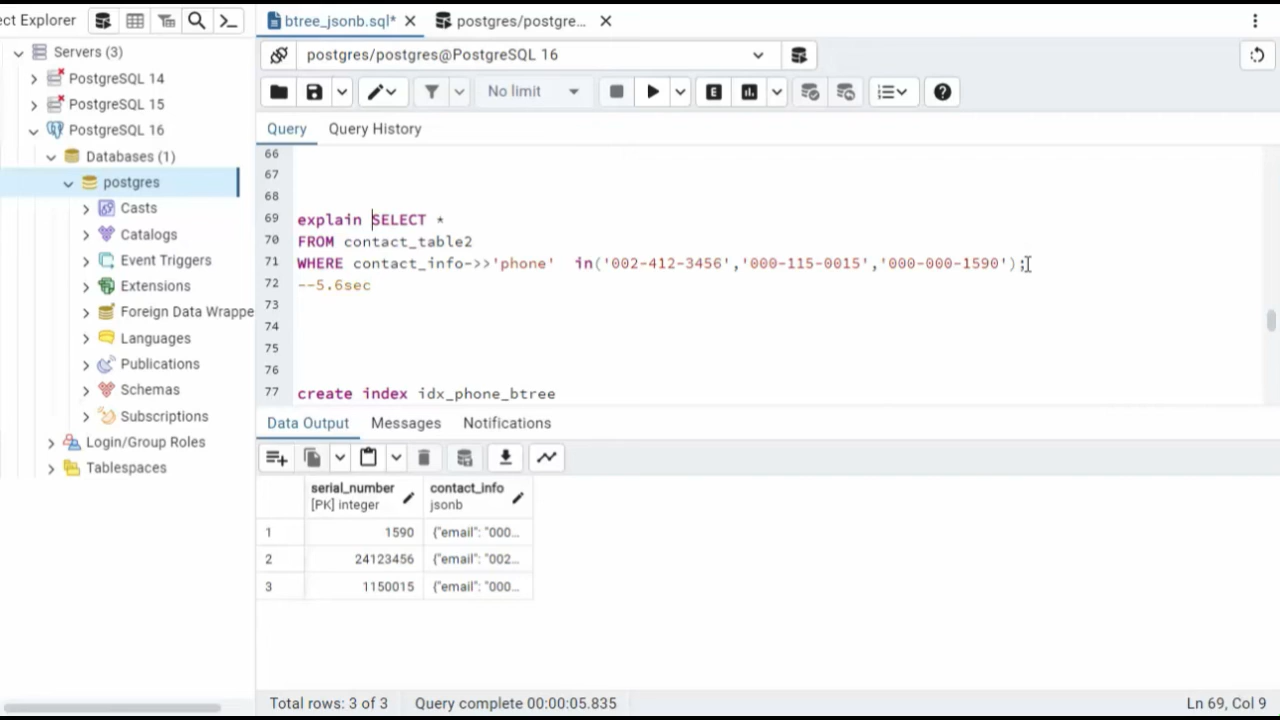 ect Explorer
btree_jsonb.sql*
postgres/postgre...
Servers (3)
PostgreSQL 14
PostgreSQL 15
PostgreSQL 16
Databases (1)
postgres
Casts
Catalogs
Event Triggers
Extensions
Foreign Data Wrappe
Languages
Publications
Schemas
Subscriptions
Login/Group Roles
Tablespaces
postgres/postgres@PostgreSQL 16
No limit
E
Query
Query History
66
67
68
69 explain SELECT *
70 FROM contact_table2
71 WHERE contact_info->>'phone'  in('002-412-3456','000-115-0015','000-000-1590');
72 --5.6sec
73
74
75
76
77 create index idx_phone_btree
Data Output
Messages
Notifications
serial_number
[PK] integer
contact_info
jsonb
1 1590 {"email": "000...
2 24123456 {"email": "002...
3 1150015 {"email": "000...
Total rows: 3 of 3
Query complete 00:00:05.835
Ln 69, Col 9